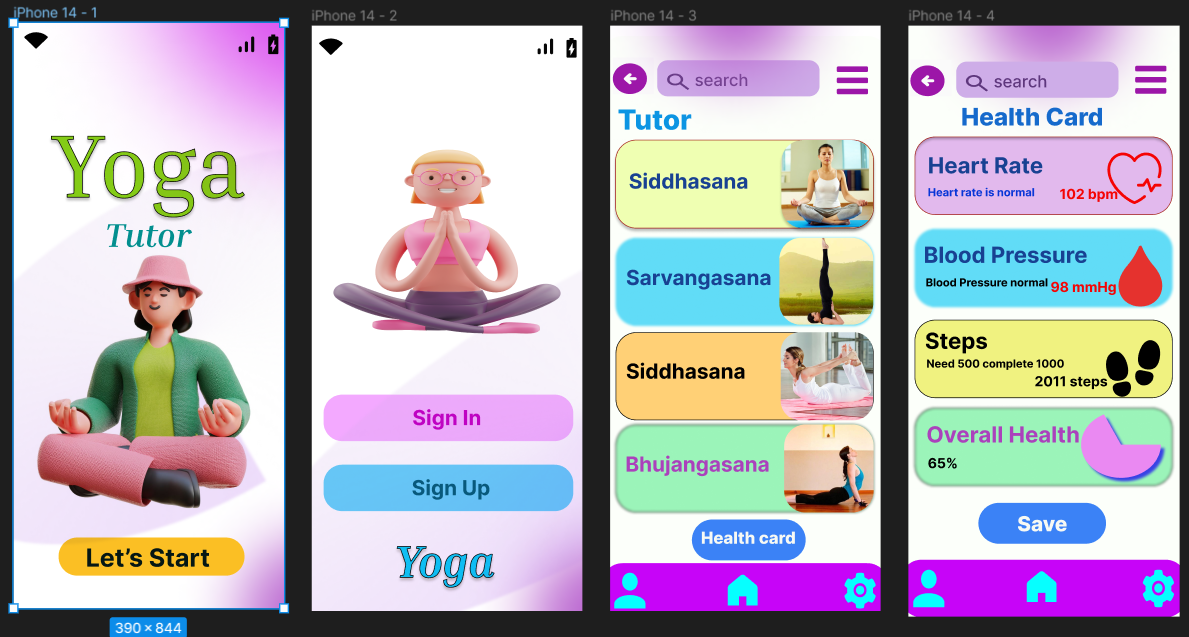 iPhone 14 - 1
Yoga
Tutor
Let's Start
390 × 844
iPhone 14 - 2
Sign In
Sign Up
Yoga
iPhone 14 - 3
search
Tutor
Siddhasana
Sarvangasana
Siddhasana
Bhujangasana
Health card
iPhone 14 - 4
search
Health Card
Heart Rate
Heart rate is normal
102 bpm
Blood Pressure
Blood Pressure normal
98 mmHg
Steps
Need 500 complete 1000
2011 steps
Overall Health
65%
Save